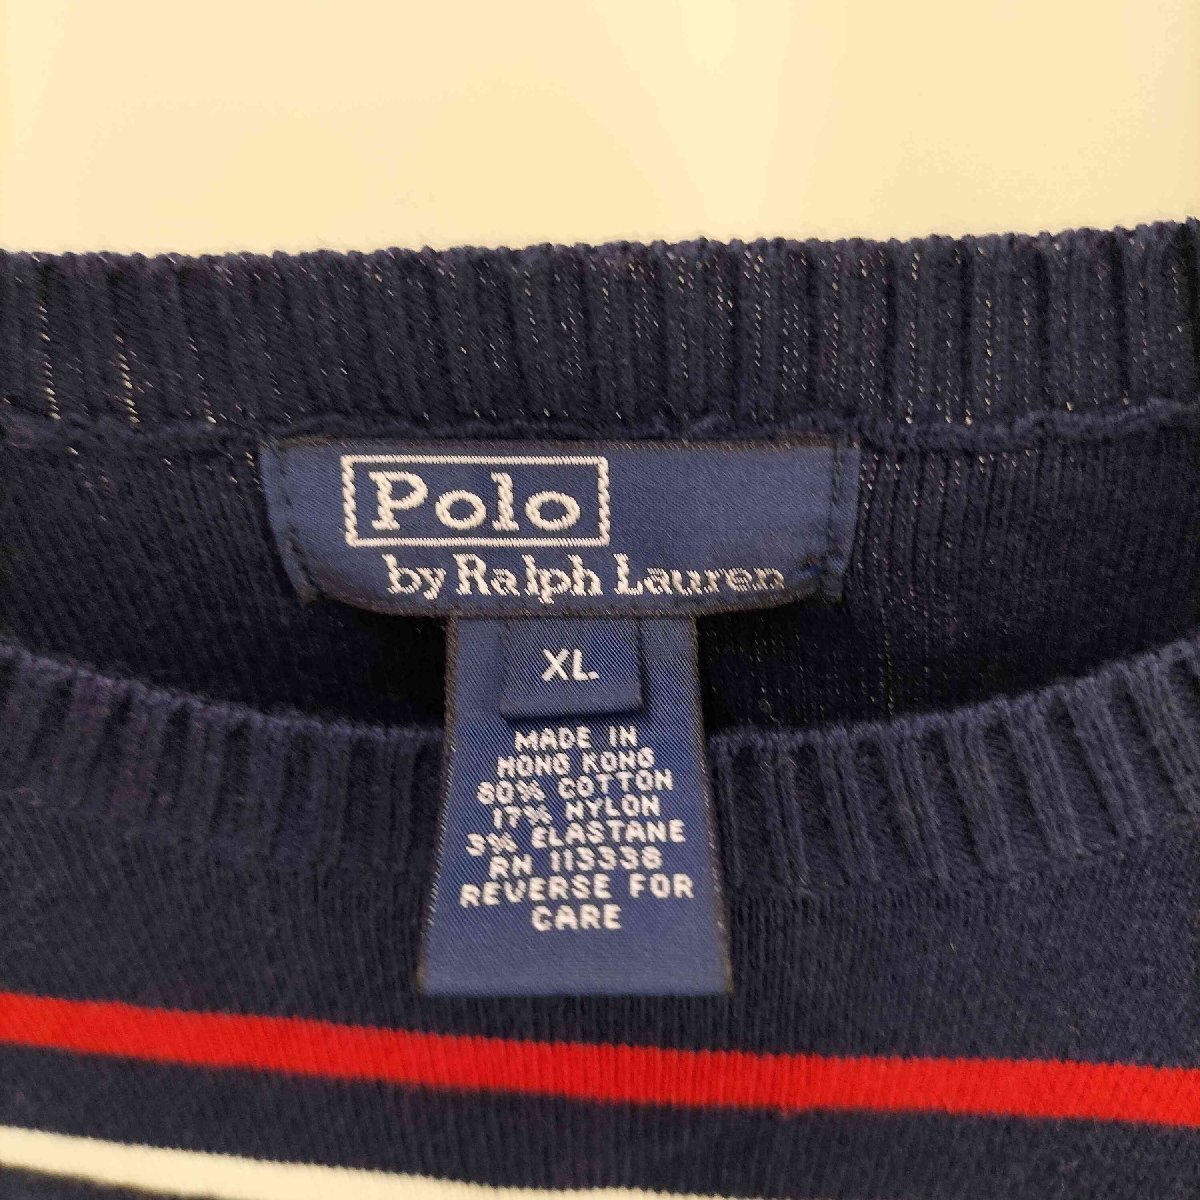 Polo
by Ralph Lauren
XL
MADE IN
HONG KONG
80% COTTON
17% NYLON
3% ELASTANE
RN 113338
REVERSE FOR
CARE